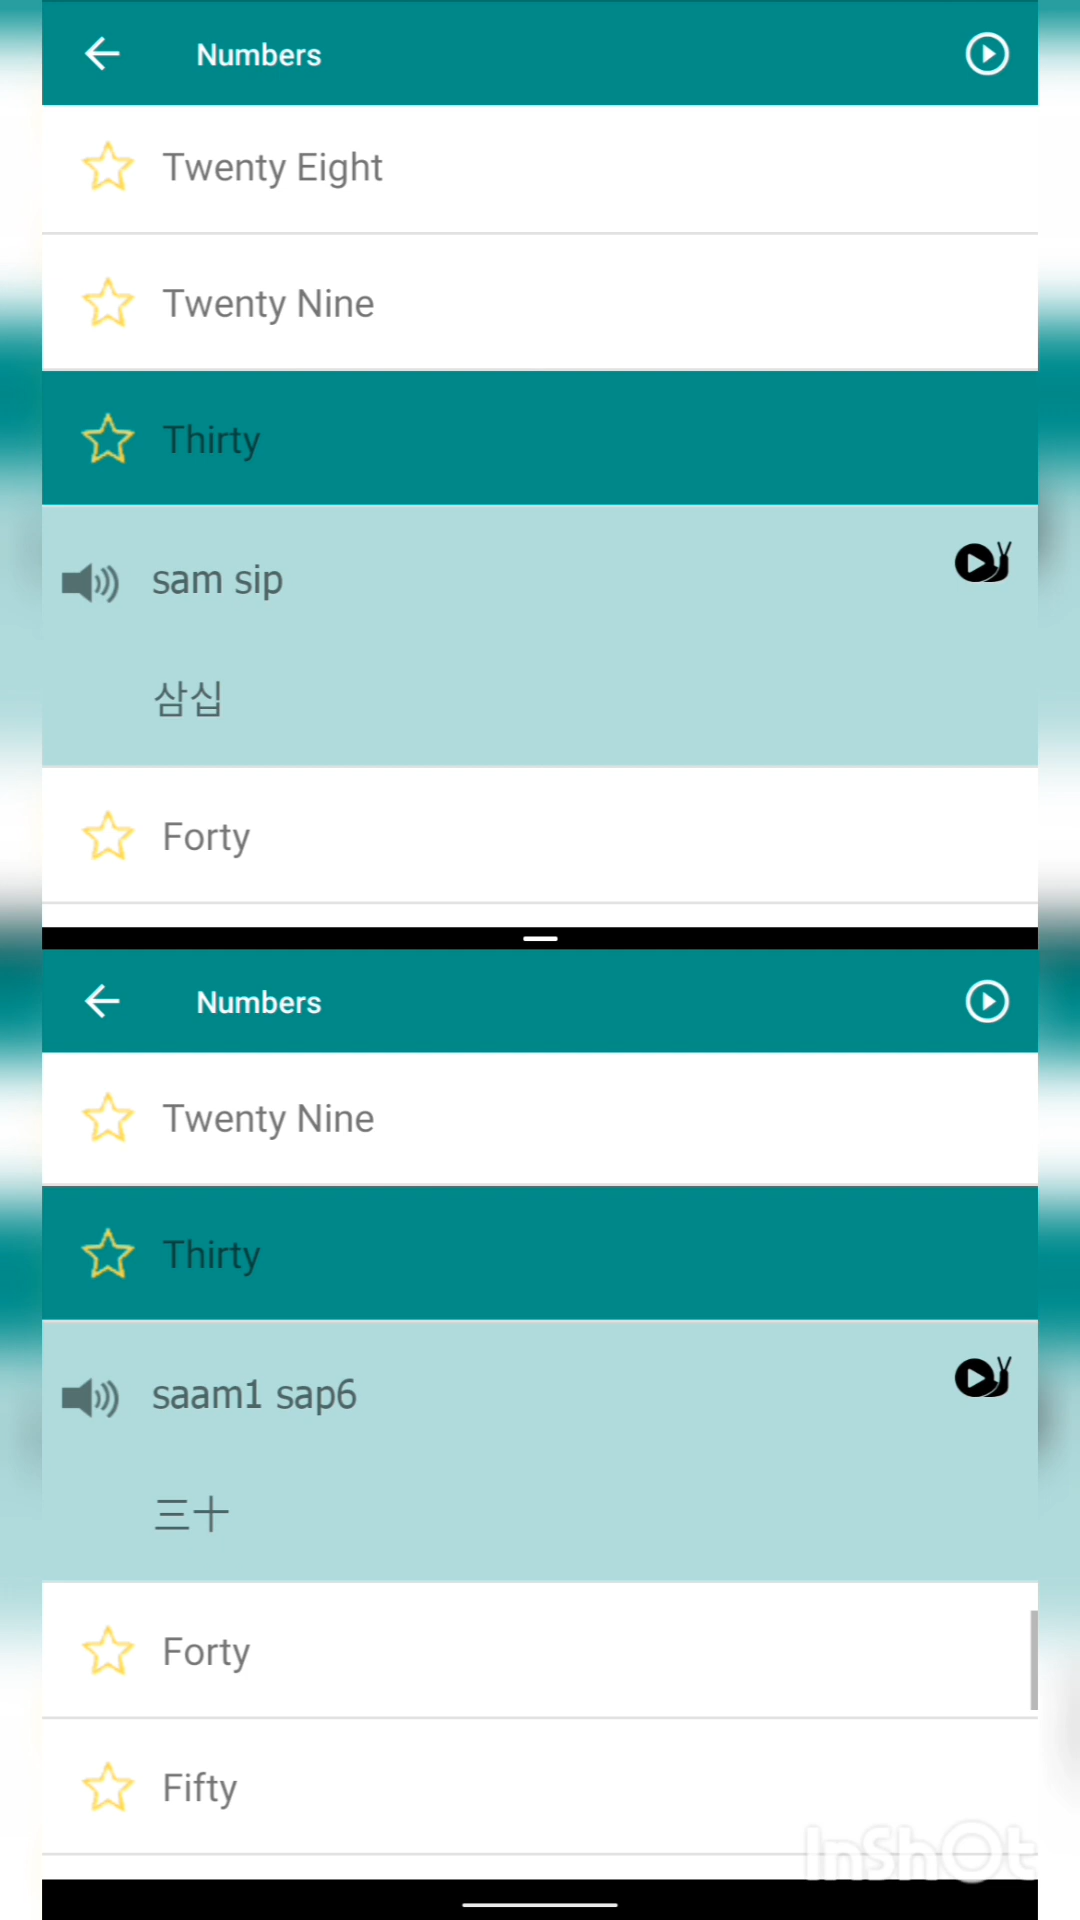 Numbers
Twenty Eight
Twenty Nine
Thirty
sam sip
삼십
Forty
Numbers
Twenty Nine
Thirty
saam1 sap6
三十
Forty
Fifty
InShOt